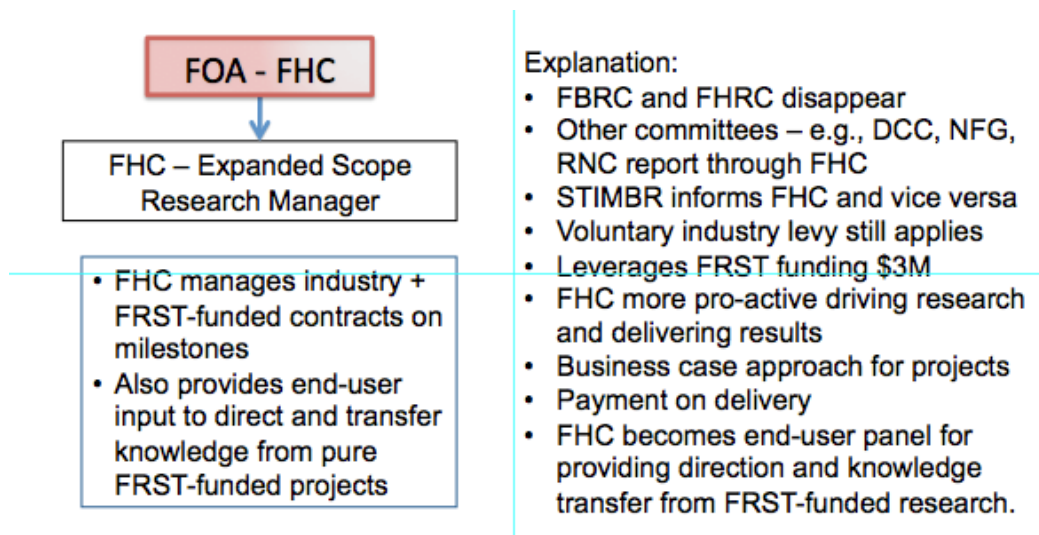 FOA - FHC
FHC – Expanded Scope
Research Manager
• FHC manages industry +
FRST-funded contracts on
milestones
• Also provides end-user
input to direct and transfer
knowledge from pure
FRST-funded projects
Explanation:
• FBRC and FHRC disappear
• Other committees – e.g., DCC, NFG,
RNC report through FHC
• STIMBR informs FHC and vice versa
• Voluntary industry levy still applies
• Leverages FRST funding $3M
• FHC more pro-active driving research
and delivering results
• Business case approach for projects
• Payment on delivery
• FHC becomes end-user panel for
providing direction and knowledge
transfer from FRST-funded research.